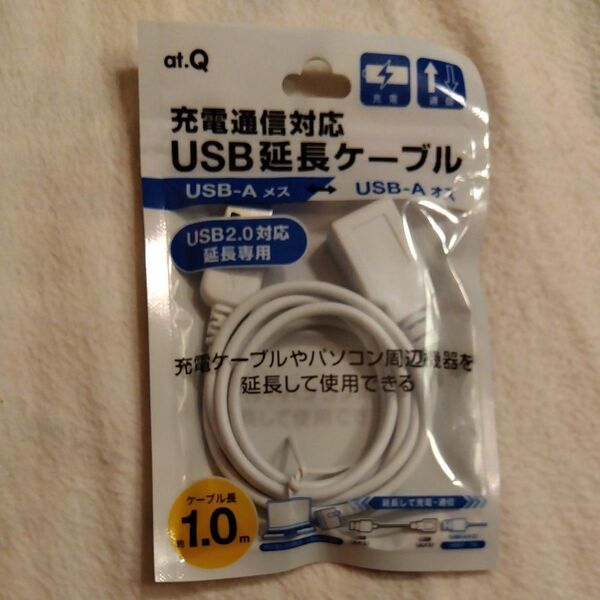 at.Q
充電
通信
充電通信対応
USB延長ケーブル
USB-A メス ↔ USB-A オス
USB2.0対応
延長専用
充電ケーブルやパソコン周辺機器を
延長して使用できる
ケーブル長
約1.0m
延長して充電・通信